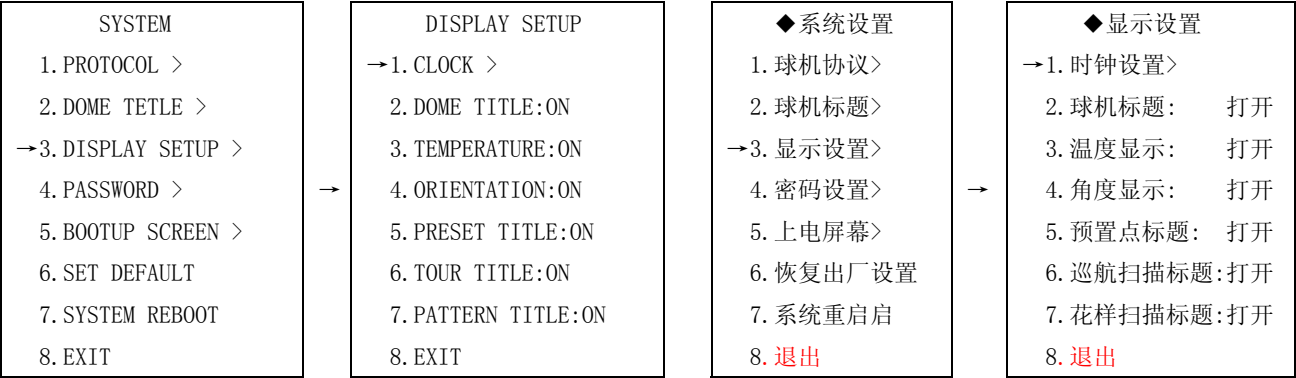 SYSTEM
1.PROTOCOL >
2.DOME TETLE >
→3.DISPLAY SETUP >
4.PASSWORD >
5.BOOTUP SCREEN >
6.SET DEFAULT
7.SYSTEM REBOOT
8.EXIT
→
DISPLAY SETUP
→1.CLOCK >
2.DOME TITLE:ON
3.TEMPERATURE:ON
4.ORIENTATION:ON
5.PRESET TITLE:ON
6.TOUR TITLE:ON
7.PATTERN TITLE:ON
8.EXIT
◆系统设置
1.球机协议>
2.球机标题>
→3.显示设置>
4.密码设置>
5.上电屏幕>
6.恢复出厂设置
7.系统重启启
8.退出
→
◆显示设置
→1.时钟设置>
2.球机标题: 打开
3.温度显示: 打开
4.角度显示: 打开
5.预置点标题: 打开
6.巡航扫描标题:打开
7.花样扫描标题:打开
8.退出